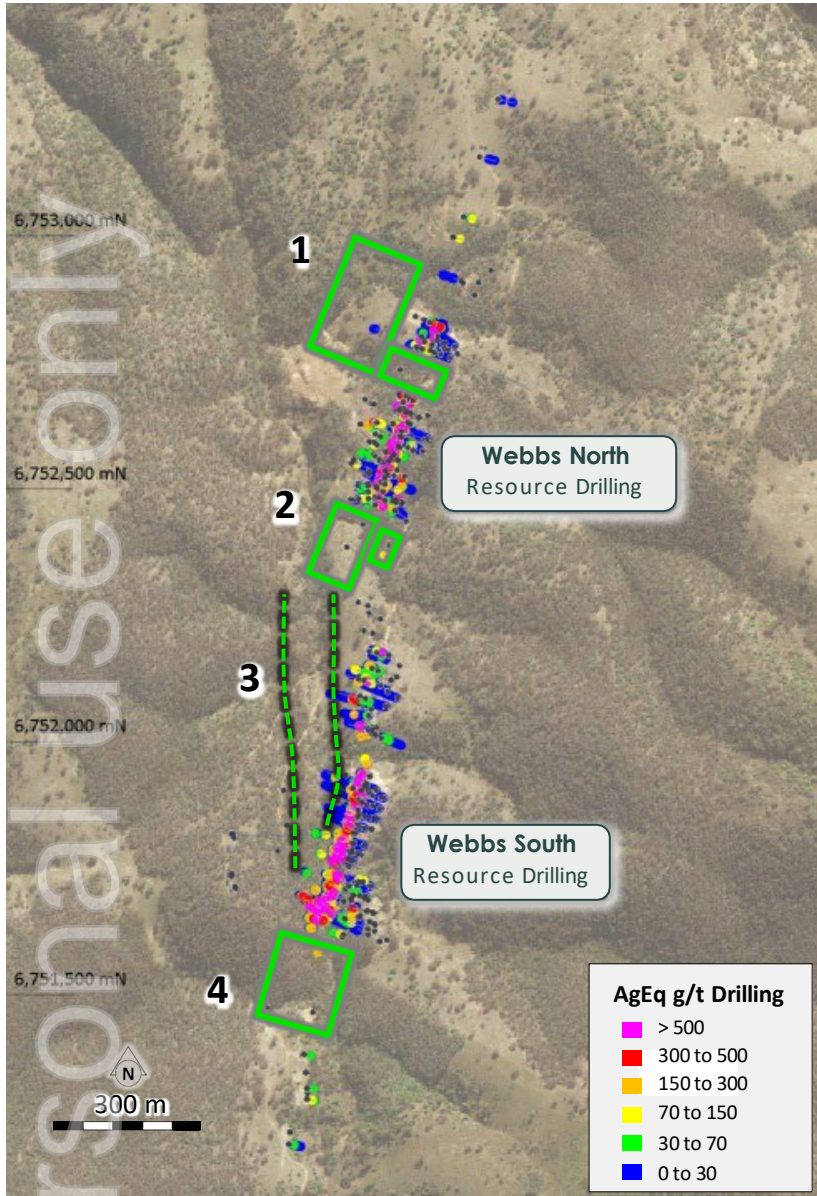 6,753,000 mN
1
Webbs North
Resource Drilling
6,752,500 mN
2
3
6,752,000 mN
Webbs South
Resource Drilling
6,751,500 mN
4
N
300 m
AgEq g/t Drilling
> 500
300 to 500
150 to 300
70 to 150
30 to 70
0 to 30
rsonal use only